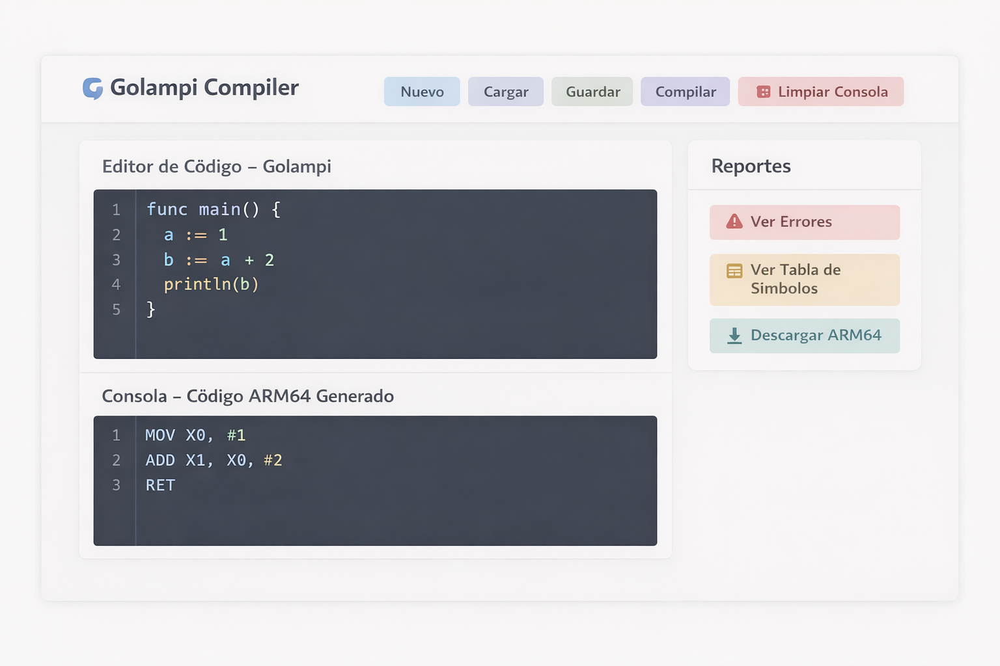 Golampi Compiler
Nuevo
Cargar
Guardar
Compilar
Limpiar Consola
Editor de Cödigo – Golampi
1 func main() {
2 a := 1
3 b := a + 2
4 println(b)
5 }
Consola – Cödigo ARM64 Generado
1 MOV X0, #1
2 ADD X1, X0, #2
3 RET
Reportes
Ver Errores
Ver Tabla de
Simbolos
Descargar ARM64